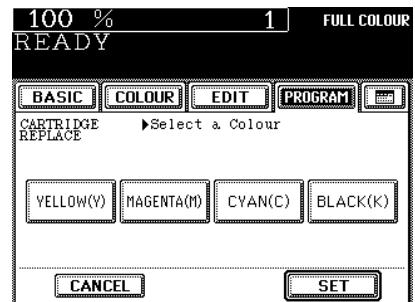 100 % 1 FULL COLOUR
READY
BASIC COLOUR EDIT PROGRAM
CARTRIDGE REPLACE ▶Select a Colour
YELLOW(Y) MAGENTA(M) CYAN(C) BLACK(K)
CANCEL SET